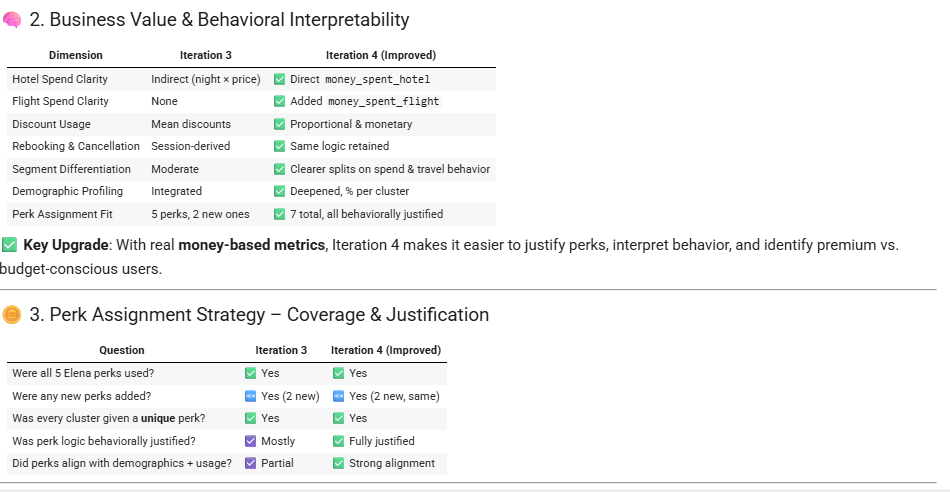 🧠 2. Business Value & Behavioral Interpretability
Dimension Iteration 3 Iteration 4 (Improved)
Hotel Spend Clarity Indirect (night × price) ✅ Direct money_spent_hotel
Flight Spend Clarity None ✅ Added money_spent_flight
Discount Usage Mean discounts ✅ Proportional & monetary
Rebooking & Cancellation Session-derived ✅ Same logic retained
Segment Differentiation Moderate ✅ Clearer splits on spend & travel behavior
Demographic Profiling Integrated ✅ Deepened, % per cluster
Perk Assignment Fit 5 perks, 2 new ones ✅ 7 total, all behaviorally justified
✅ Key Upgrade: With real money-based metrics, Iteration 4 makes it easier to justify perks, interpret behavior, and identify premium vs.
budget-conscious users.
3. Perk Assignment Strategy – Coverage & Justification
Question Iteration 3 Iteration 4 (Improved)
Were all 5 Elena perks used? ✅ Yes ✅ Yes
Were any new perks added? 🆕 Yes (2 new) 🆕 Yes (2 new, same)
Was every cluster given a unique perk? ✅ Yes ✅ Yes
Was perk logic behaviorally justified? ☑ Mostly ✅ Fully justified
Did perks align with demographics + usage? ☑ Partial ✅ Strong alignment